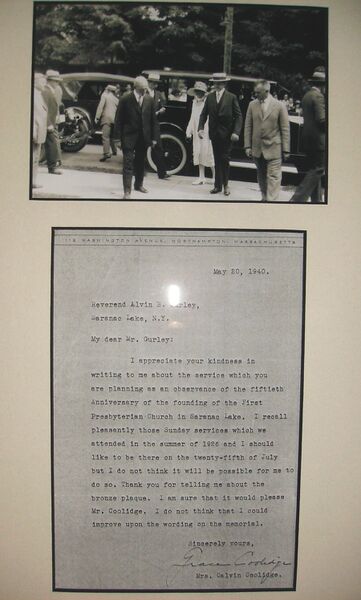 112 WASHINGTON AVENUE, NORTHAMPTON, MASSACHUSETTS
May 20, 1940.
Reverend Alvin B. Gurley,
Saranac Lake, N.Y.
My dear Mr. Gurley:
I appreciate your kindness in
writing to me about the service which you
are planning as an observance of the fiftieth
Anniversary of the founding of the First
Presbyterian Church in Saranac Lake. I recall
pleasantly those Sunday services which we
attended in the summer of 1926 and I should
like to be there on the twenty-fifth of July
but I do not think it will be possible for me to
do so. Thank you for telling me about the
bronze plaque. I am sure that it would please
Mr. Coolidge. I do not think that I could
improve upon the wording on the memorial.
Sincerely yours,
Grace Coolidge
Mrs. Calvin Coolidge.